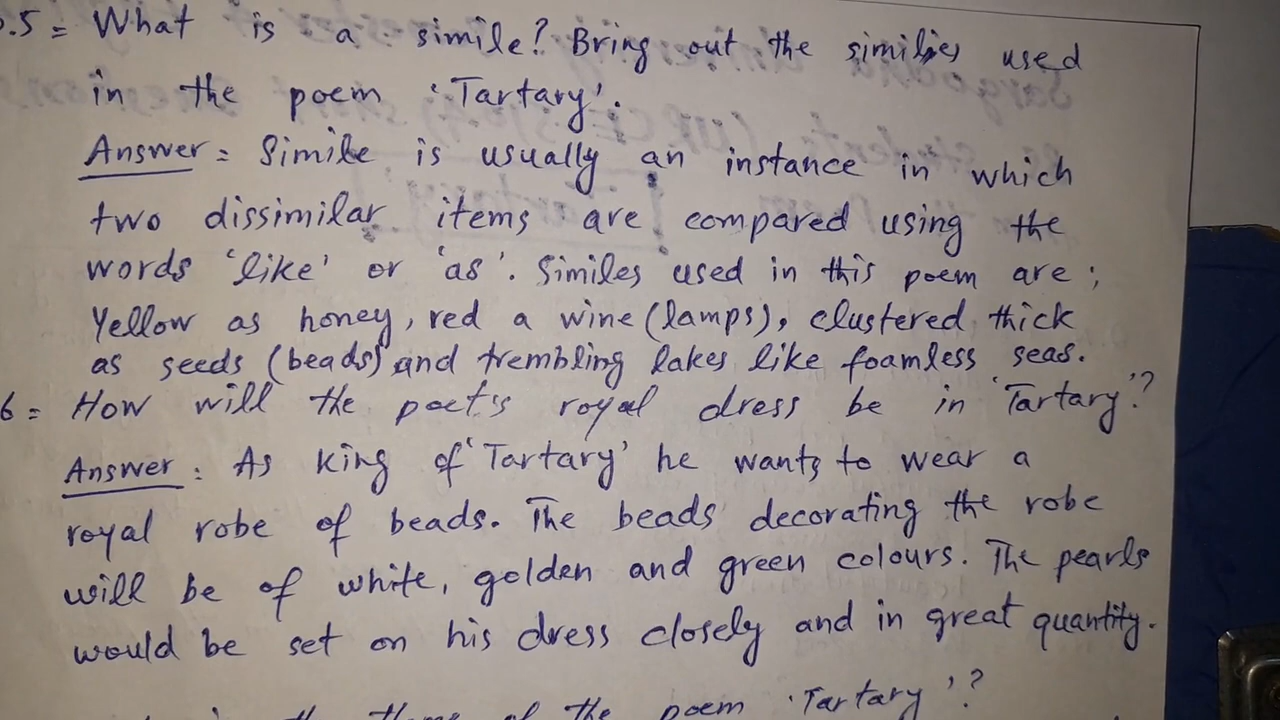 .5 = What is a simile? Bring out the similies used
in the poem 'Tartary'.
Answer = Simile is usually an instance in which
two dissimilar items are compared using the
words 'like' or 'as'. Similes used in this poem are;
Yellow as honey, red a wine (lamps), clustered thick
as seeds (beads) and trembling lakes like foamless seas.
6 = How will the poet's royal dress be in 'Tartary'?
Answer : As King of 'Tartary' he wants to wear a
royal robe of beads. The beads decorating the robe
will be of white, golden and green colours. The pearls
would be set on his dress closely and in great quantity.
the theme of the poem 'Tartary'?